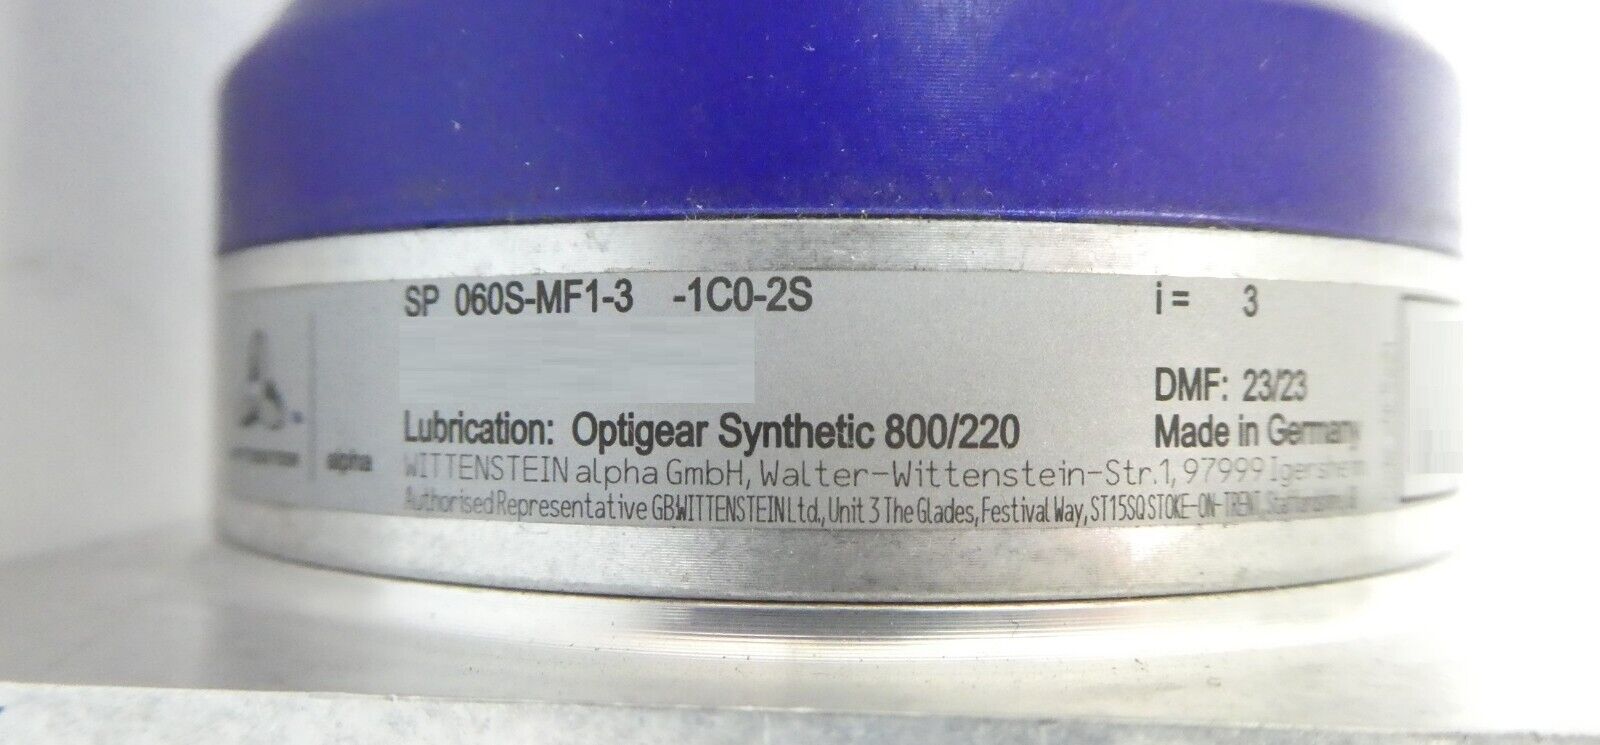 SP 060S-MF1-3 -1C0-2S i = 3
DMF: 23/23
Lubrication: Optigear Synthetic 800/220 Made in Germany
alpha
WITTENSTEIN alpha GmbH, Walter-Wittenstein-Str.1, 97999 Igersheim
Authorised Representative GB WITTENSTEIN Ltd., Unit 3 The Glades, Festival Way, ST15SQ STOKE-ON-TRENT,